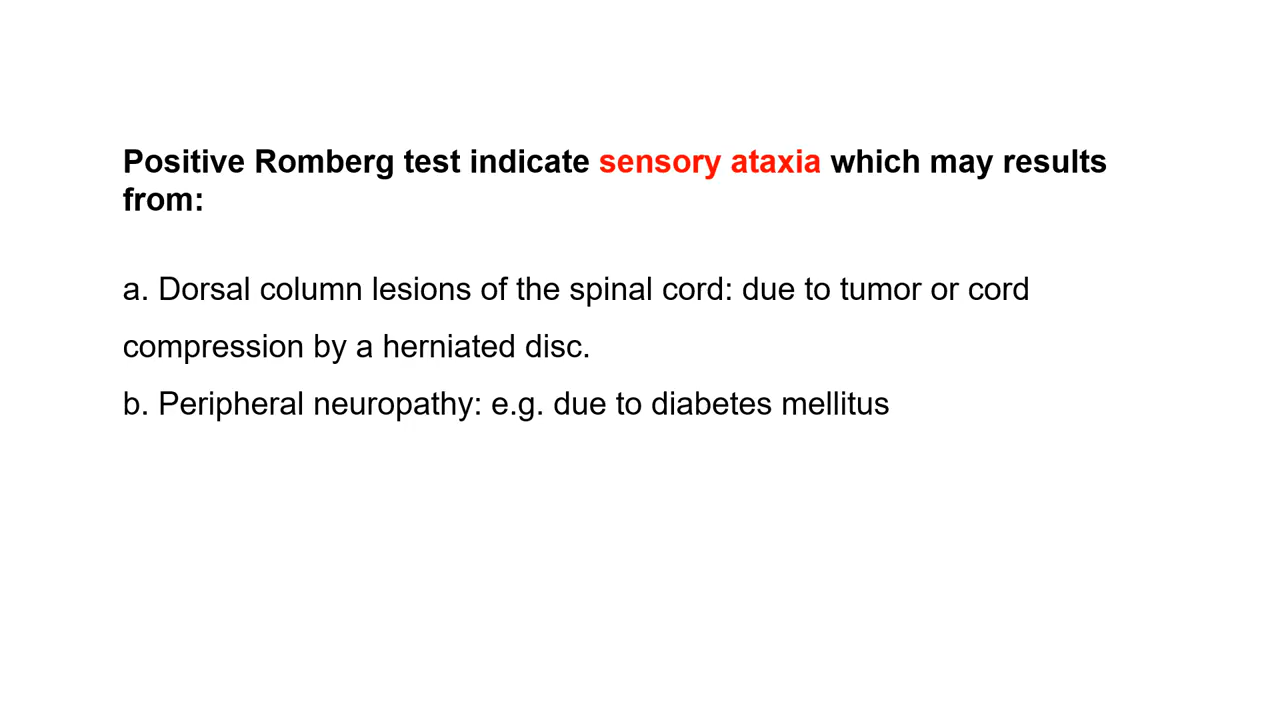 Positive Romberg test indicate sensory ataxia which may results
from:
a. Dorsal column lesions of the spinal cord: due to tumor or cord
compression by a herniated disc.
b. Peripheral neuropathy: e.g. due to diabetes mellitus